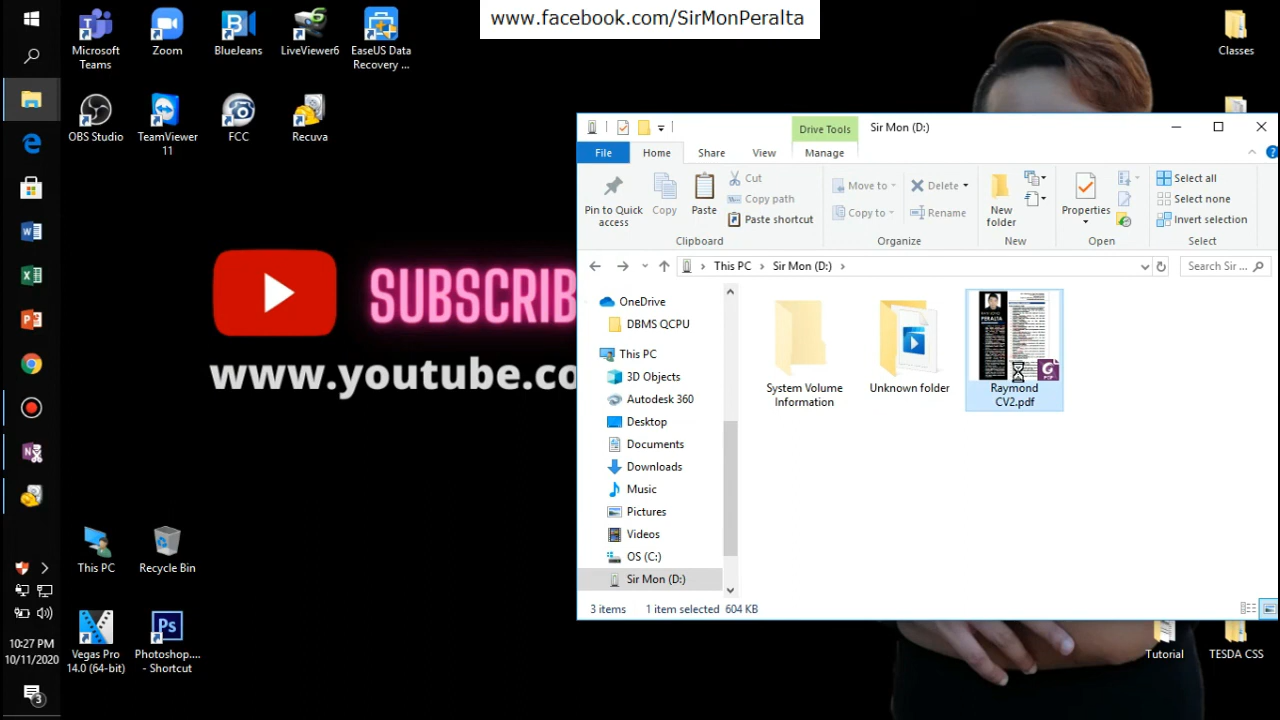 www.facebook.com/SirMonPeralta
Microsoft
Teams
Zoom
BlueJeans
LiveViewer6
EaseUS Data
Recovery ...
Classes
OBS Studio
TeamViewer
11
FCC
Recuva
Drive Tools
Sir Mon (D:)
File
Home
Share
View
Manage
Pin to Quick
access
Copy
Paste
Cut
Copy path
Paste shortcut
Move to
Copy to
Delete
Rename
New
folder
Properties
Select all
Select none
Invert selection
Clipboard
Organize
New
Open
Select
This PC
Sir Mon (D:)
Search Sir ...
SUBSCRIB
www.youtube.co
OneDrive
DBMS QCPU
This PC
3D Objects
Autodesk 360
Desktop
Documents
Downloads
Music
Pictures
Videos
OS (C:)
Sir Mon (D:)
System Volume
Information
Unknown folder
PERALTA
PDF
Raymond
CV2.pdf
3 items
1 item selected
604 KB
This PC
Recycle Bin
Vegas Pro
14.0 (64-bit)
Ps
Photoshop....
- Shortcut
Tutorial
TESDA CSS
10:27 PM
10/11/2020
3